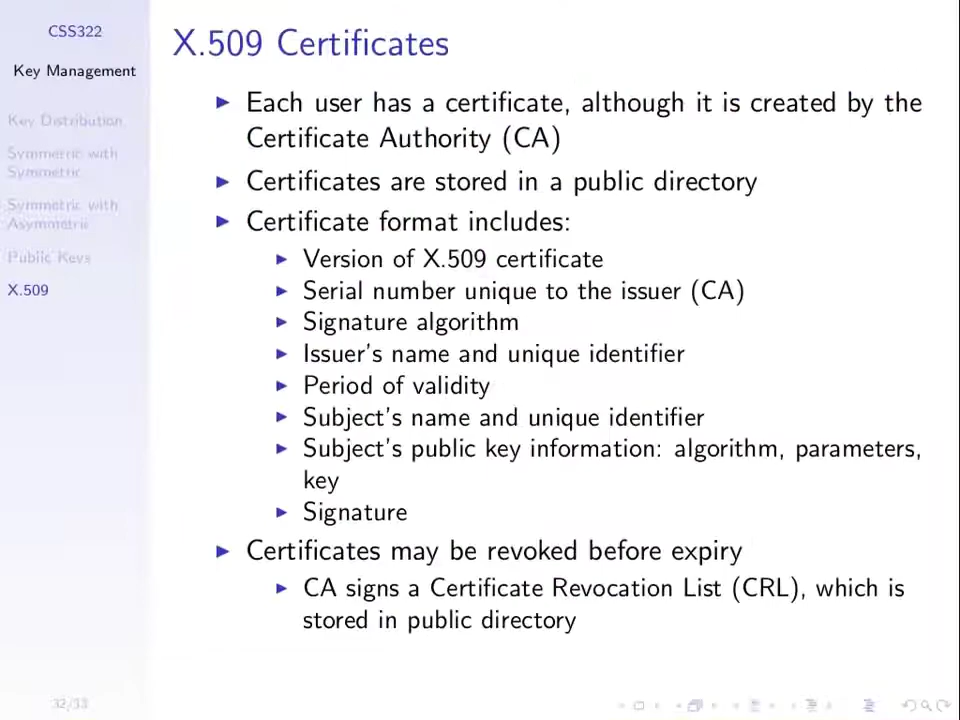 CSS322
Key Management
Key Distribution
Symmetric with
Symmetric
Symmetric with
Asymmetric
Public Keys
X.509
X.509 Certificates
Each user has a certificate, although it is created by the
Certificate Authority (CA)
Certificates are stored in a public directory
Certificate format includes:
Version of X.509 certificate
Serial number unique to the issuer (CA)
Signature algorithm
Issuer's name and unique identifier
Period of validity
Subject's name and unique identifier
Subject's public key information: algorithm, parameters,
key
Signature
Certificates may be revoked before expiry
CA signs a Certificate Revocation List (CRL), which is
stored in public directory
32/33